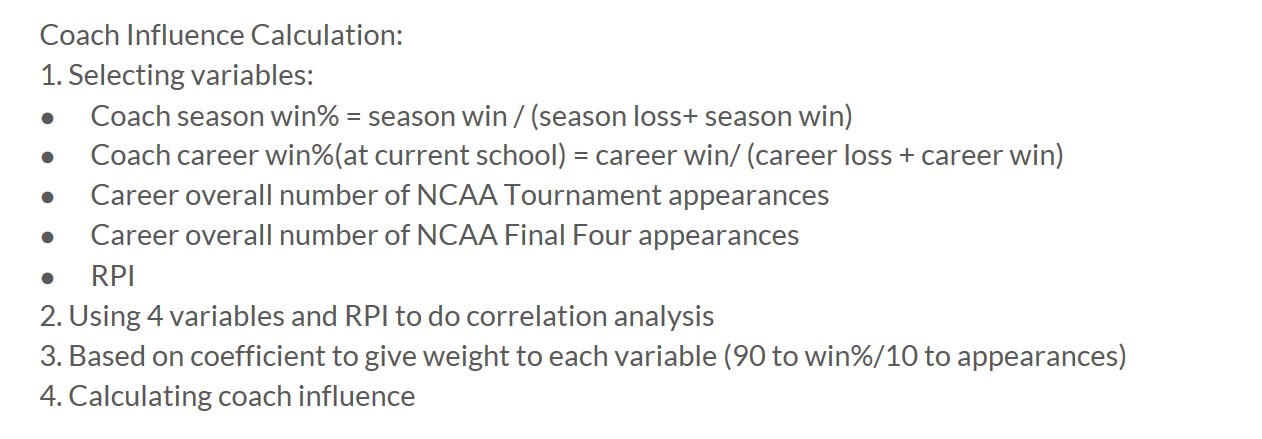 Coach Influence Calculation:
1. Selecting variables:
● Coach season win% = season win / (season loss+ season win)
● Coach career win%(at current school) = career win/ (career loss + career win)
● Career overall number of NCAA Tournament appearances
● Career overall number of NCAA Final Four appearances
● RPI
2. Using 4 variables and RPI to do correlation analysis
3. Based on coefficient to give weight to each variable (90 to win%/10 to appearances)
4. Calculating coach influence